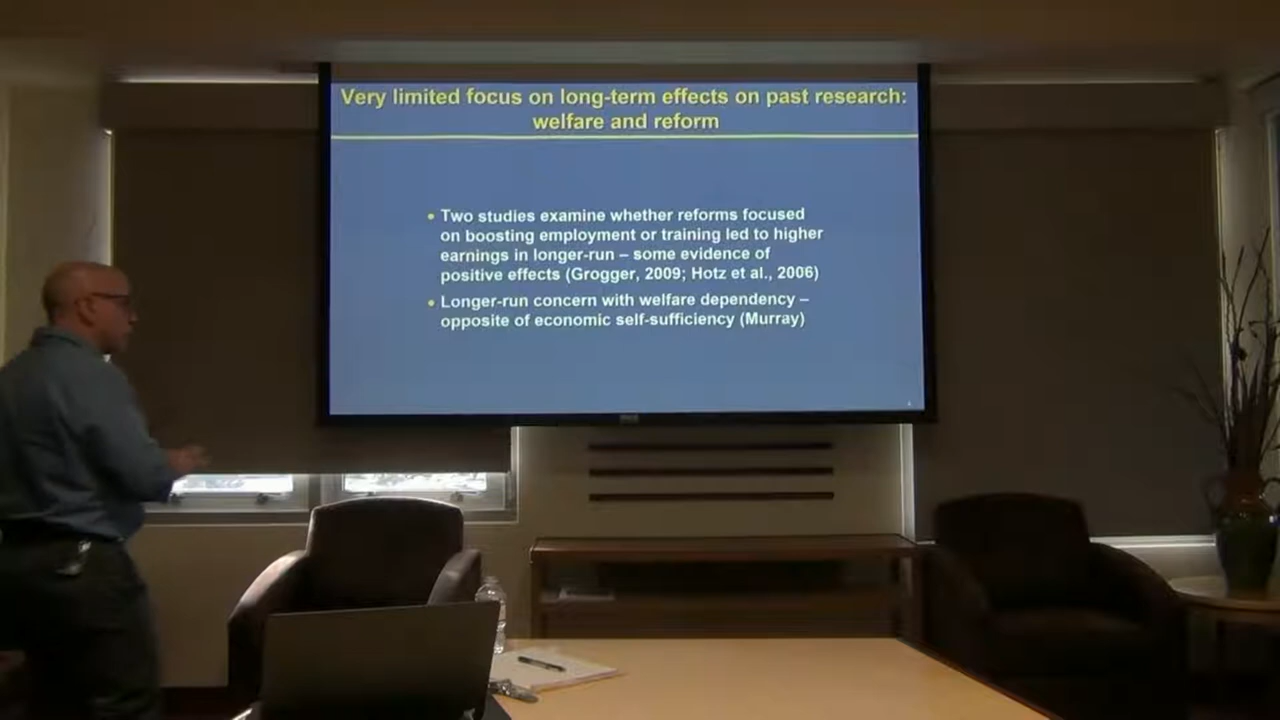 Very limited focus on long-term effects on past research:
welfare and reform
• Two studies examine whether reforms focused
on boosting employment or training led to higher
earnings in longer-run – some evidence of
positive effects (Grogger, 2009; Hotz et al., 2006)
• Longer-run concern with welfare dependency –
opposite of economic self-sufficiency (Murray)